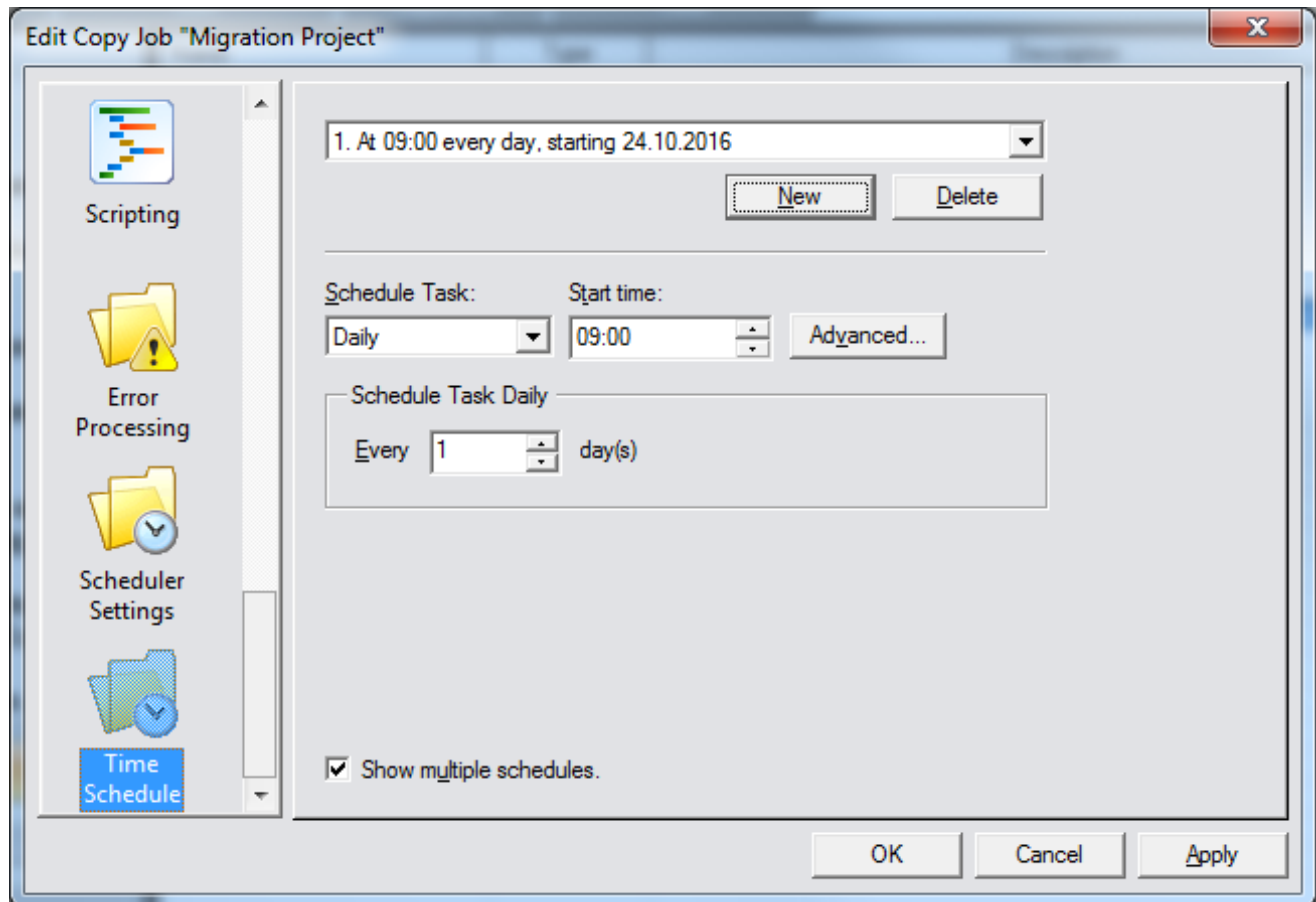 Edit Copy Job "Migration Project"
Scripting
Error
Processing
Scheduler
Settings
Time
Schedule
1. At 09:00 every day, starting 24.10.2016
New
Delete
Schedule Task:
Start time:
Daily
09:00
Advanced...
Schedule Task Daily
Every 1 day(s)
Show multiple schedules.
OK
Cancel
Apply